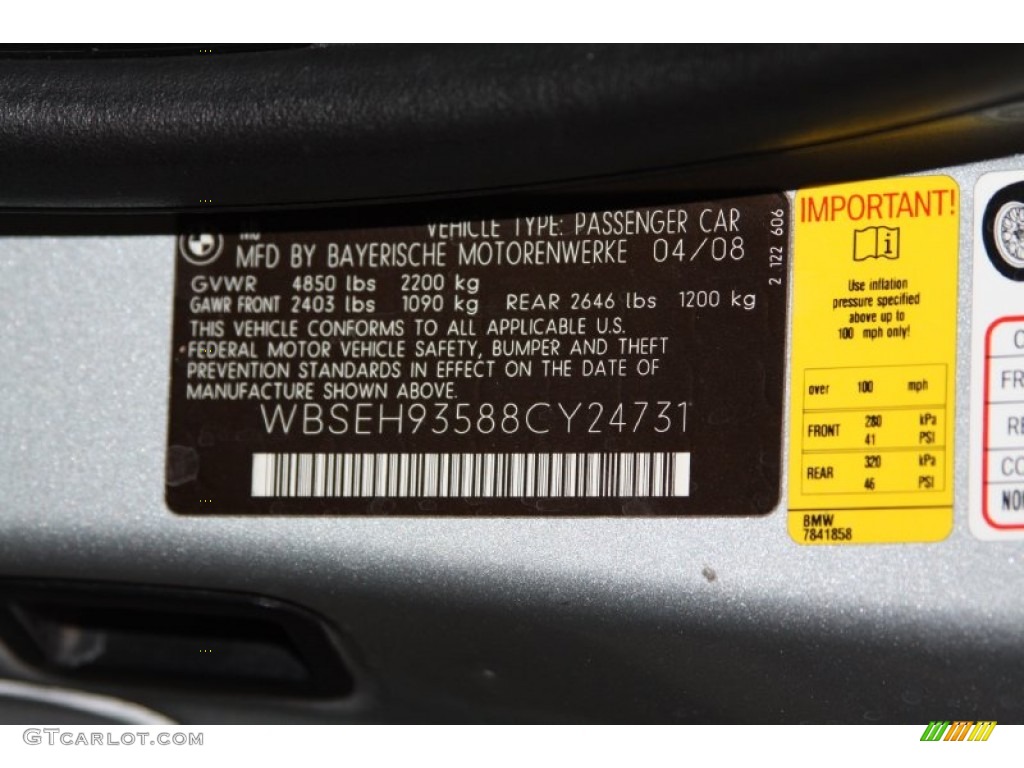 VEHICLE TYPE: PASSENGER CAR
MFD BY BAYERISCHE MOTORENWERKE 04/08
GVWR 4850 lbs 2200 kg
GAWR FRONT 2403 lbs 1090 kg REAR 2646 lbs 1200 kg
THIS VEHICLE CONFORMS TO ALL APPLICABLE U.S.
FEDERAL MOTOR VEHICLE SAFETY, BUMPER AND THEFT
PREVENTION STANDARDS IN EFFECT ON THE DATE OF
MANUFACTURE SHOWN ABOVE.
WBSEH93588CY24731
2 122 606
IMPORTANT!
i
Use inflation
pressure specified
above up to
100 mph only!
over 100 mph
FRONT 280 kPa
41 PSI
REAR 320 kPa
46 PSI
BMW
7841858
GTCARLOT.COM